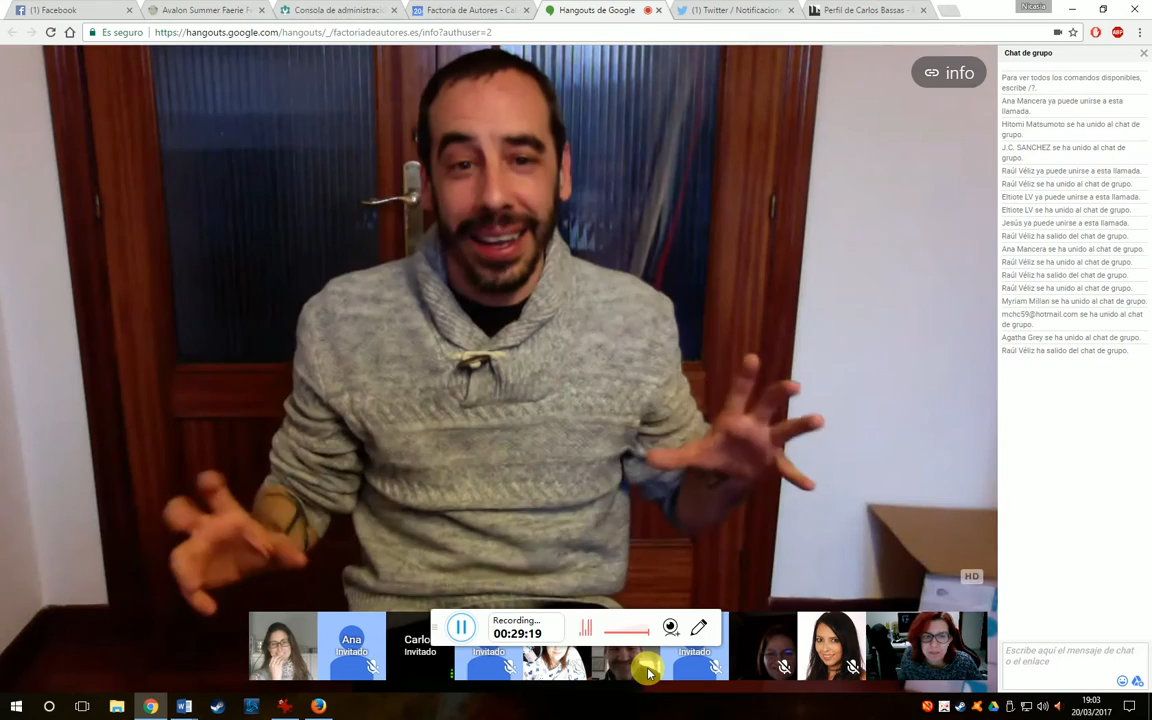 (1) Facebook
Avalon Summer Faerie F
Consola de administraci
Factoría de Autores - Ca
Hangouts de Google
(1) Twitter / Notificacion
Perfil de Carlos Bassas -
Nicasia
Es seguro
https://hangouts.google.com/hangouts/_/factoriadeautores.es/info?authuser=2
ABP
info
Chat de grupo
Para ver todos los comandos disponibles,
escribe /?.
Ana Mancera ya puede unirse a esta
llamada.
Hitomi Matsumoto se ha unido al chat de
grupo.
J.C. SANCHEZ se ha unido al chat de
grupo.
Raúl Véliz ya puede unirse a esta llamada.
Raúl Véliz se ha unido al chat de grupo.
Eltiote LV ya puede unirse a esta llamada.
Eltiote LV se ha unido al chat de grupo.
Jesús ya puede unirse a esta llamada.
Raúl Véliz ha salido del chat de grupo.
Ana Mancera se ha unido al chat de grupo.
Raúl Véliz se ha unido al chat de grupo.
Raúl Véliz ha salido del chat de grupo.
Raúl Véliz se ha unido al chat de grupo.
Myriam Millan se ha unido al chat de grupo.
mchc59@hotmail.com se ha unido al chat
de grupo.
Agatha Grey se ha unido al chat de grupo.
Raúl Véliz ha salido del chat de grupo.
HD
Recording...
00:29:19
Ana
Invitado
Carlo
Invitado
Invitado
Invitado
Escribe aquí el mensaje de chat
o el enlace
19:03
20/03/2017